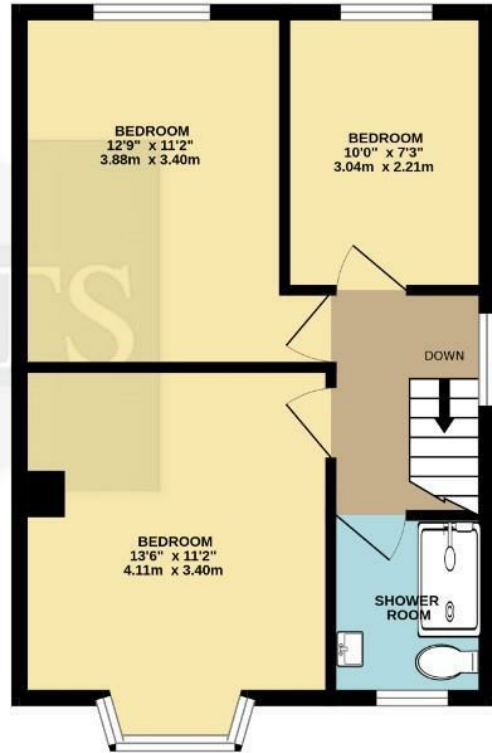 BEDROOM
12'9" x 11'2"
3.88m x 3.40m
BEDROOM
10'0" x 7'3"
3.04m x 2.21m
DOWN
BEDROOM
13'6" x 11'2"
4.11m x 3.40m
SHOWER
ROOM
TS